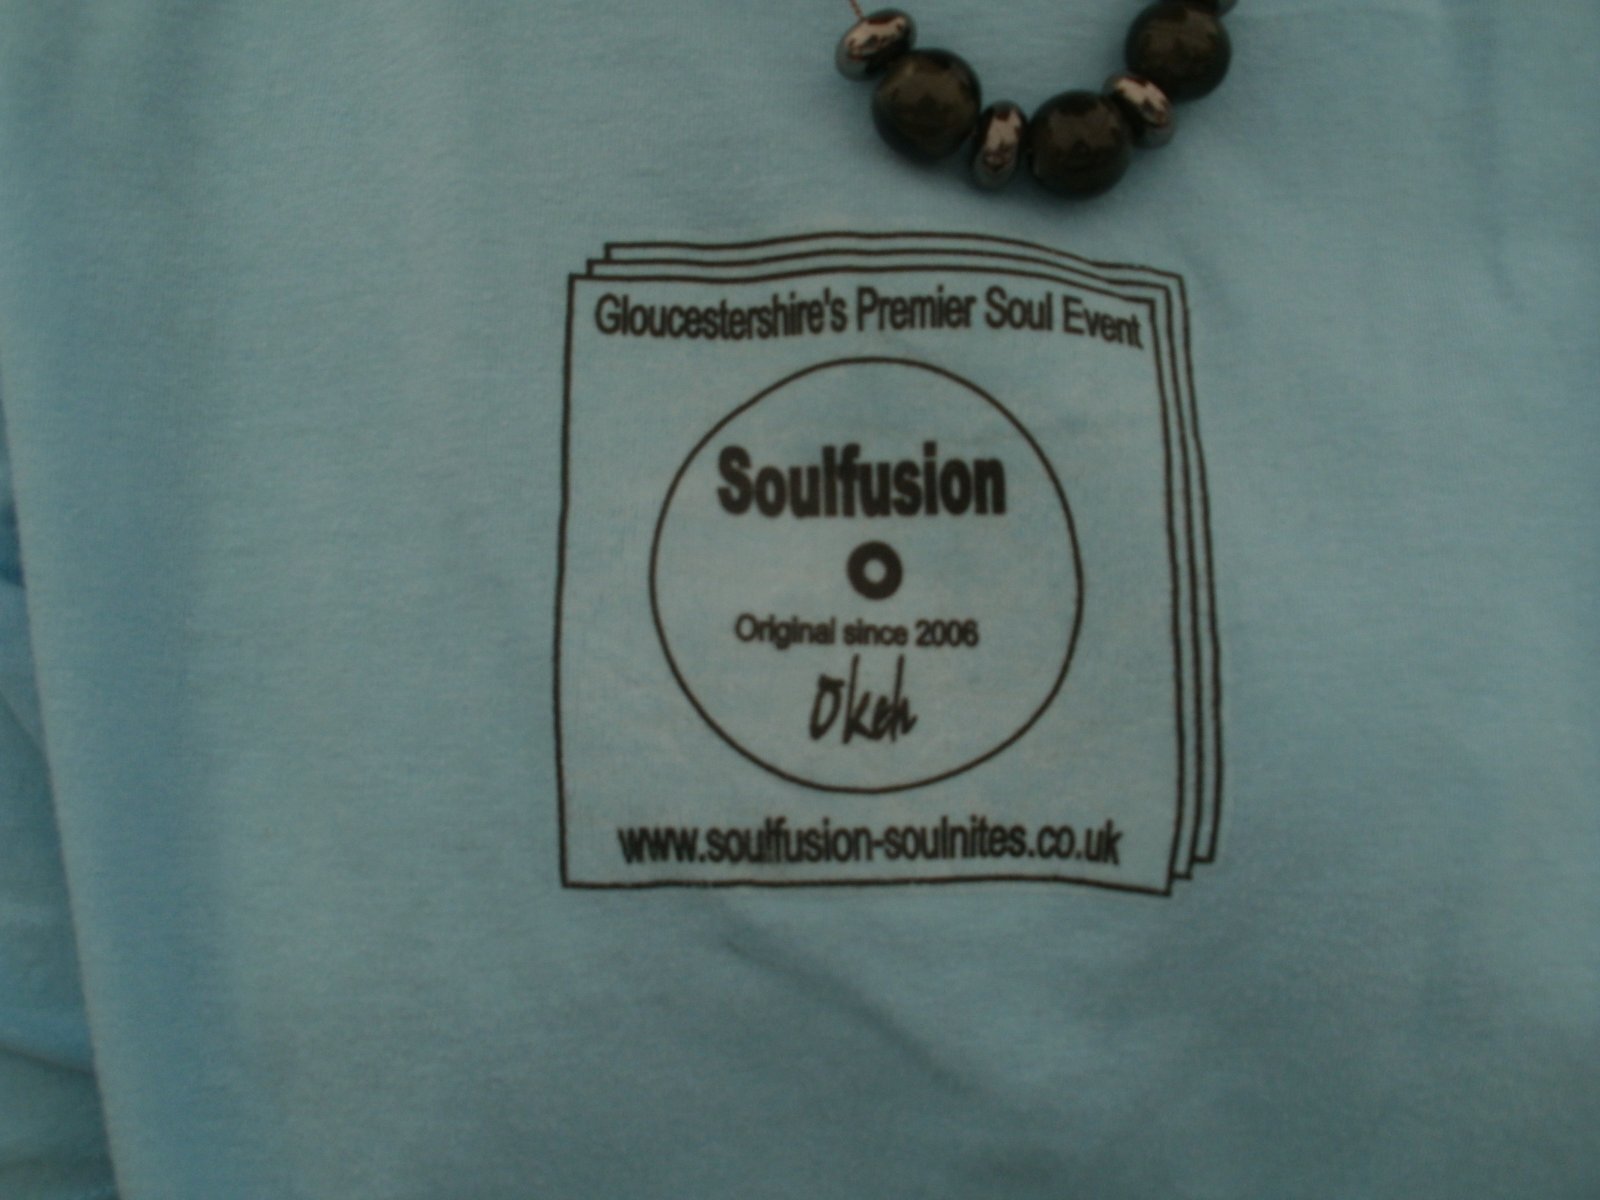 Gloucestershire's Premier Soul Event
Soulfusion
Original since 2006
Okeh
www.soulfusion-soulnites.co.uk